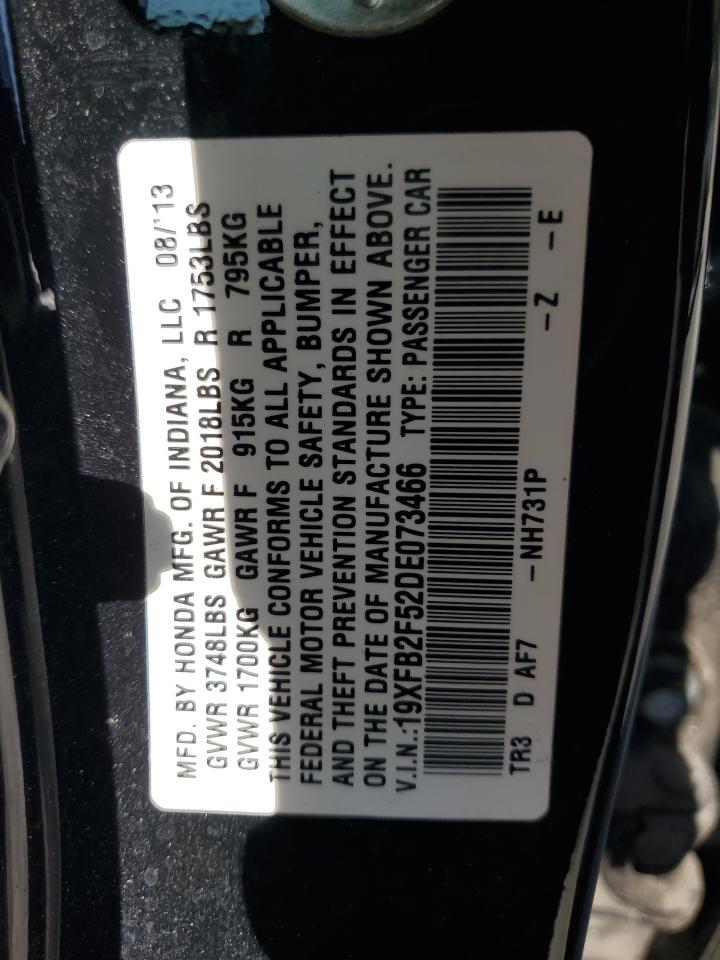 MFD. BY HONDA MFG. OF INDIANA, LLC 08/'13
GVWR 3748LBS GAWR F 2018LBS R 1753LBS
GVWR 1700KG GAWR F 915KG R 795KG
THIS VEHICLE CONFORMS TO ALL APPLICABLE
FEDERAL MOTOR VEHICLE SAFETY, BUMPER,
AND THEFT PREVENTION STANDARDS IN EFFECT
ON THE DATE OF MANUFACTURE SHOWN ABOVE.
V.I.N.:19XFB2F52DE073466 TYPE: PASSENGER CAR
TR3 D AF7 -NH731P -Z -E